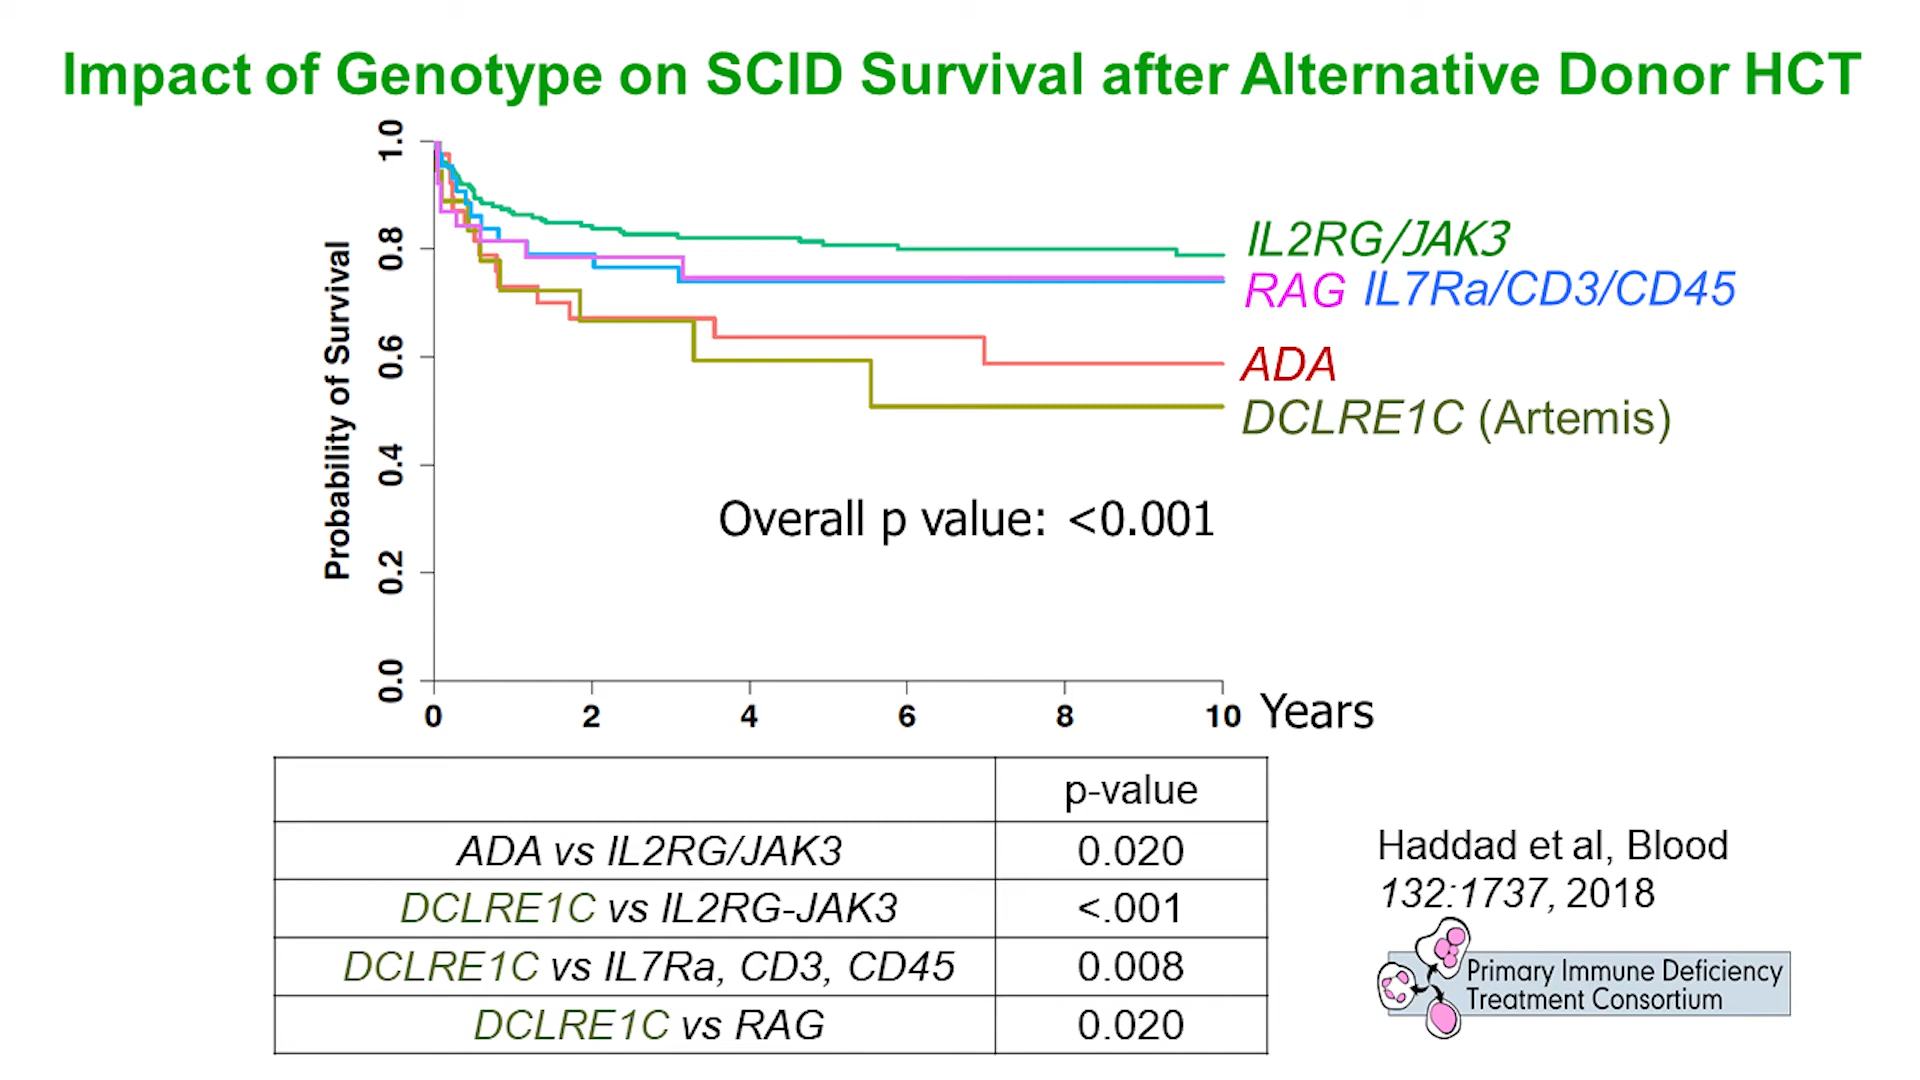 Impact of Genotype on SCID Survival after Alternative Donor HCT
Probability of Survival
1.0
0.8
0.6
0.4
0.2
0.0
0 2 4 6 8 10 Years
IL2RG/JAK3
RAG IL7Ra/CD3/CD45
ADA
DCLRE1C (Artemis)
Overall p value: <0.001
p-value
ADA vs IL2RG/JAK3 0.020
DCLRE1C vs IL2RG-JAK3 <.001
DCLRE1C vs IL7Ra, CD3, CD45 0.008
DCLRE1C vs RAG 0.020
Haddad et al, Blood
132:1737, 2018
Primary Immune Deficiency
Treatment Consortium